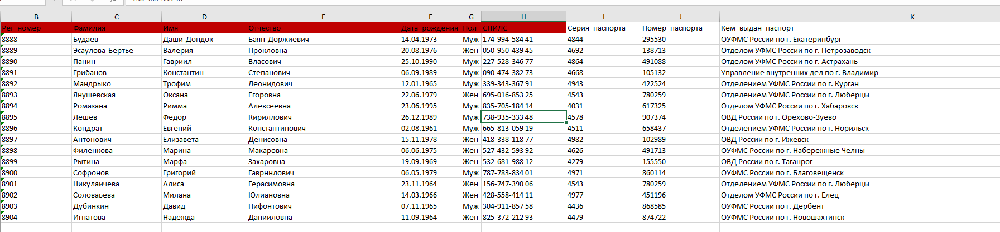 B C D E F G H I J K
Рег_номер Фамилия Имя Отчество Дата_рождения Пол СНИЛС Серия_паспорта Номер_паспорта Кем_выдан_паспорт
8888 Будаев Даши-Дондок Баян-Доржиевич 14.04.1973 Муж 174-994-584 41 4844 295530 ОУФМС России по г. Екатеринбург
8889 Эсаулова-Бертье Валерия Прокловна 20.08.1976 Жен 050-950-439 45 4692 138713 Отделом УФМС России по г. Петрозаводск
8890 Панин Гавриил Власович 25.10.1990 Муж 227-528-346 77 4864 491088 Отделом УФМС России по г. Астрахань
8891 Грибанов Константин Степанович 06.09.1989 Муж 090-474-382 73 4668 105132 Управление внутренних дел по г. Владимир
8892 Мандрыко Трофим Леонидович 12.01.1965 Муж 339-343-367 91 4943 422524 Отделением УФМС России по г. Курган
8893 Янушевская Оксана Егоровна 22.06.1979 Жен 695-016-853 25 4543 780259 Отделением УФМС России по г. Люберцы
8894 Ромазана Римма Алексеевна 23.06.1995 Муж 835-705-184 14 4031 617325 Отделом УФМС России по г. Хабаровск
8895 Лешев Федор Кириллович 26.12.1989 Муж 738-935-333 48 4578 907374 ОВД России по г. Орехово-Зуево
8896 Кондрат Евгений Константинович 02.08.1961 Муж 665-813-059 19 4511 658437 Отделением УФМС России по г. Норильск
8897 Антонович Елизавета Денисовна 15.11.1978 Жен 418-338-118 77 4982 102989 ОВД России по г. Ижевск
8898 Филенкова Марина Макаровна 06.06.1975 Жен 527-432-593 92 4626 491713 ОУФМС России по г. Набережные Челны
8899 Рытина Марфа Захаровна 19.09.1969 Жен 532-681-988 12 4279 155550 ОВД России по г. Таганрог
8900 Софронов Григорий Гаврннлович 06.05.1979 Муж 787-783-834 01 4971 860114 ОУФМС России по г. Благовещенск
8901 Никулаичева Алиса Герасимовна 23.11.1964 Жен 156-747-390 06 4543 780259 Отделением УФМС России по г. Люберцы
8902 Соловаьева Милана Юлиановна 14.03.1966 Жен 428-558-414 11 4977 451196 Отделом УФМС России по г. Елец
8903 Дубинкин Давид Нифонтович 07.11.1965 Муж 304-911-857 58 4436 868585 ОУФМС России по г. Дербент
8904 Игнатова Надежда Данииловна 11.09.1964 Жен 825-372-212 93 4479 874722 ОУФМС России по г. Новошахтинск